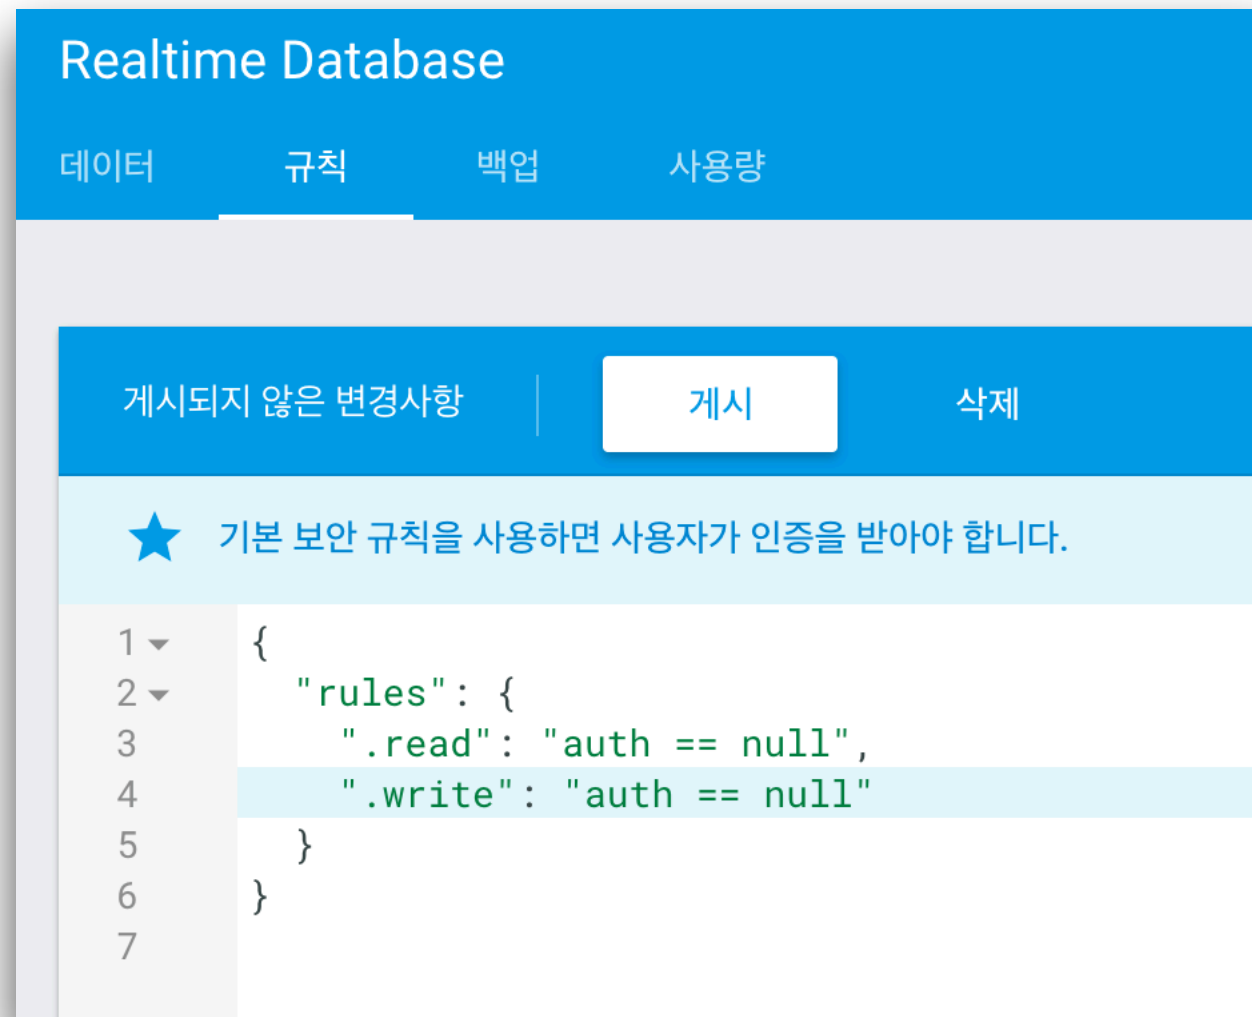 Realtime Database
데이터 규칙 백업 사용량
게시되지 않은 변경사항 게시 삭제
기본 보안 규칙을 사용하면 사용자가 인증을 받아야 합니다.
1 {
2 "rules": {
3 ".read": "auth == null",
4 ".write": "auth == null"
5 }
6 }
7